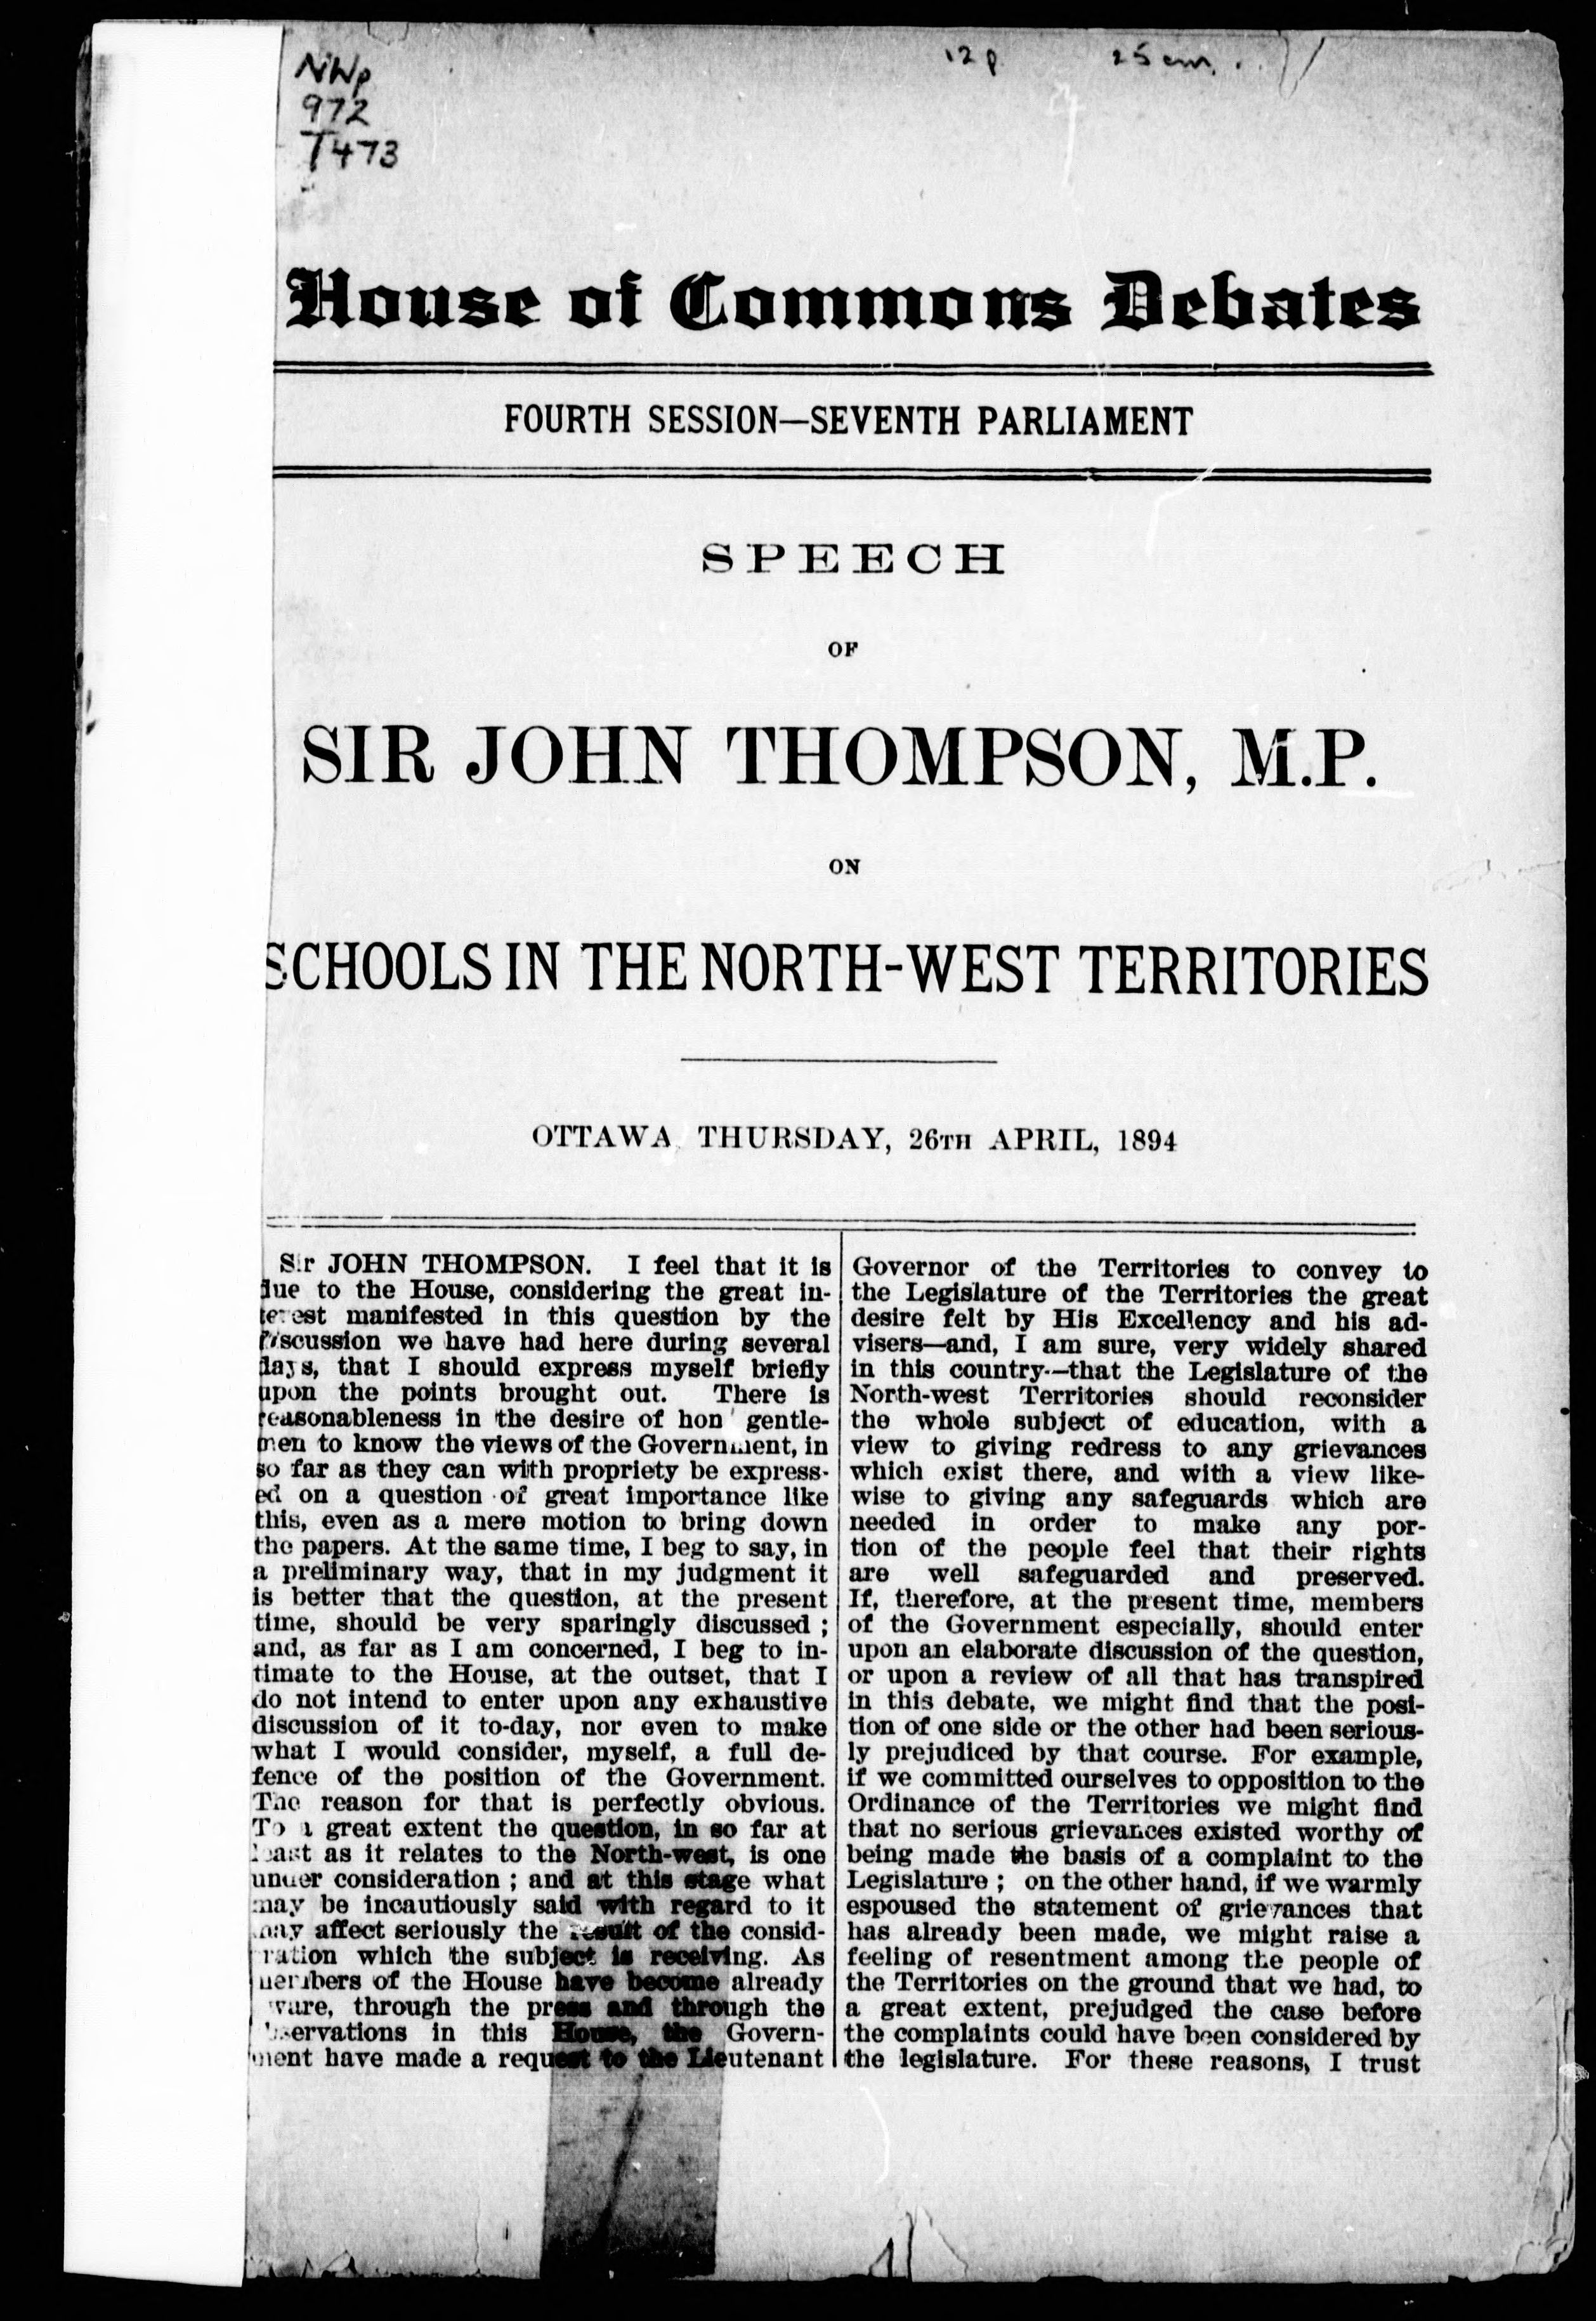 NWp
972
T473
12 p. 25 cm.
House of Commons Debates
FOURTH SESSION—SEVENTH PARLIAMENT
SPEECH
OF
SIR JOHN THOMPSON, M.P.
ON
SCHOOLS IN THE NORTH-WEST TERRITORIES
OTTAWA, THURSDAY, 26TH APRIL, 1894
Sir JOHN THOMPSON. I feel that it is
due to the House, considering the great in-
terest manifested in this question by the
discussion we have had here during several
days, that I should express myself briefly
upon the points brought out. There is
reasonableness in the desire of hon gentle-
men to know the views of the Government, in
so far as they can with propriety be express-
ed on a question of great importance like
this, even as a mere motion to bring down
the papers. At the same time, I beg to say, in
a preliminary way, that in my judgment it
is better that the question, at the present
time, should be very sparingly discussed ;
and, as far as I am concerned, I beg to in-
timate to the House, at the outset, that I
do not intend to enter upon any exhaustive
discussion of it to-day, nor even to make
what I would consider, myself, a full de-
fence of the position of the Government.
The reason for that is perfectly obvious.
To a great extent the question, in so far at
least as it relates to the North-west, is one
under consideration ; and at this stage what
may be incautiously said with regard to it
may affect seriously the result of the consid-
ration which the subject is receiving. As
members of the House have become already
ware, through the press and through the
servations in this House, the Govern-
ment have made a request to the Lieutenant
Governor of the Territories to convey to
the Legislature of the Territories the great
desire felt by His Excellency and his ad-
visers—and, I am sure, very widely shared
in this country—that the Legislature of the
North-west Territories should reconsider
the whole subject of education, with a
view to giving redress to any grievances
which exist there, and with a view like-
wise to giving any safeguards which are
needed in order to make any por-
tion of the people feel that their rights
are well safeguarded and preserved.
If, therefore, at the present time, members
of the Government especially, should enter
upon an elaborate discussion of the question,
or upon a review of all that has transpired
in this debate, we might find that the posi-
tion of one side or the other had been serious-
ly prejudiced by that course. For example,
if we committed ourselves to opposition to the
Ordinance of the Territories we might find
that no serious grievances existed worthy of
being made the basis of a complaint to the
Legislature ; on the other hand, if we warmly
espoused the statement of grievances that
has already been made, we might raise a
feeling of resentment among the people of
the Territories on the ground that we had, to
a great extent, prejudged the case before
the complaints could have been considered by
the legislature. For these reasons, I trust